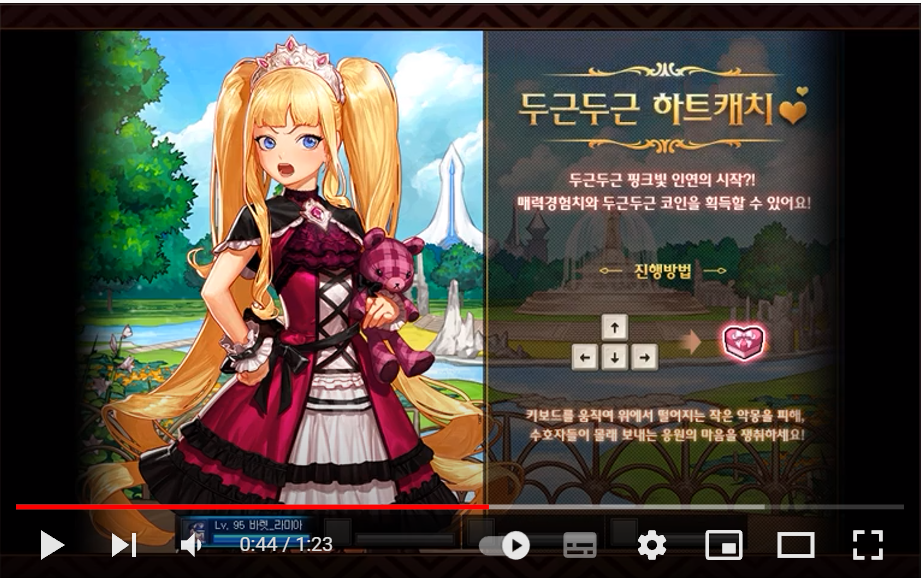 두근두근 하트캐치
두근두근 핑크빛 인연의 시작?!
매력경험치와 두근두근 코인을 획득할 수 있어요!
진행방법
키보드를 움직여 위에서 떨어지는 작은 악몽을 피해,
수호자들이 몰래 보내는 응원의 마음을 쟁취하세요!
Lv. 95 바렷_라미아
0:44 / 1:23